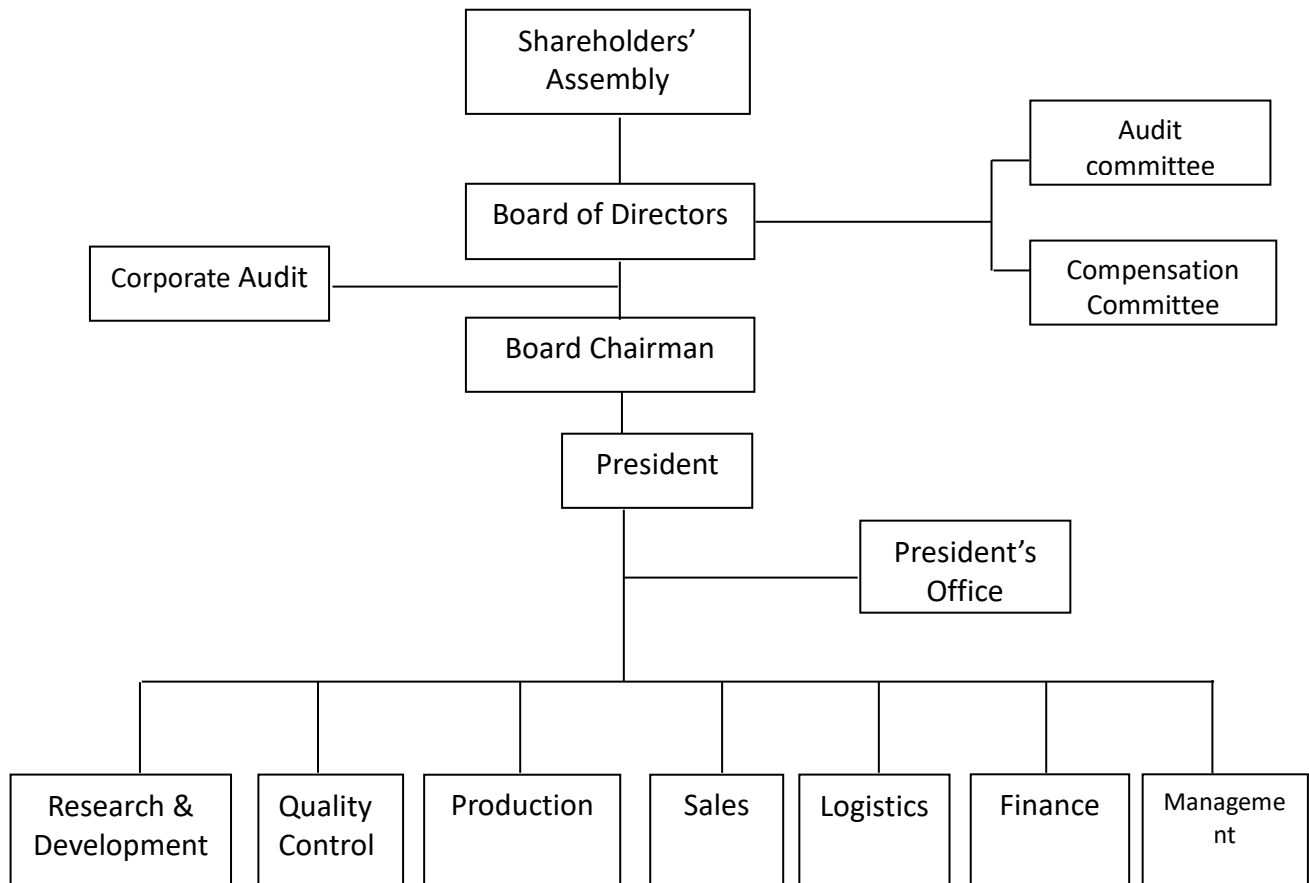 Shareholders’
Assembly
Audit
committee
Board of Directors
Corporate Audit
Compensation
Committee
Board Chairman
President
President’s
Office
Research &
Development
Quality
Control
Production
Sales
Logistics
Finance
Manageme
nt